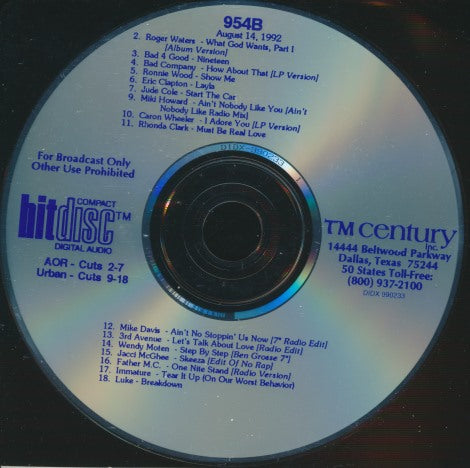 954B
August 14, 1992
2. Roger Waters - What God Wants, Part I
[Album Version]
3. Bad 4 Good - Nineteen
4. Bad Company - How About That [LP Version]
5. Ronnie Wood - Show Me
6. Eric Clapton - Layla
7. Jude Cole - Start The Car
9. Miki Howard - Ain't Nobody Like You [Ain't
Nobody Like Radio Mix]
10. Caron Wheeler - I Adore You [LP Version]
11. Rhonda Clark - Must Be Real Love
DIDX-990233
For Broadcast Only
Other Use Prohibited
COMPACT
hitdisc™
DIGITAL AUDIO
AOR - Cuts 2-7
Urban - Cuts 9-18
TM century
Inc.
14444 Beltwood Parkway
Dallas, Texas 75244
50 States Toll-Free:
(800) 937-2100
DIDX 990233
12. Mike Davis - Ain't No Stoppin' Us Now [7" Radio Edit]
13. 3rd Avenue - Let's Talk About Love [Radio Edit]
14. Wendy Moten - Step By Step [Ben Grosse 7"]
15. Jacci McGhee - Skeeza [Edit Of No Rap]
16. Father M.C. - One Nite Stand [Radio Version]
17. Immature - Tear It Up (On Our Worst Behavior)
18. Luke - Breakdown